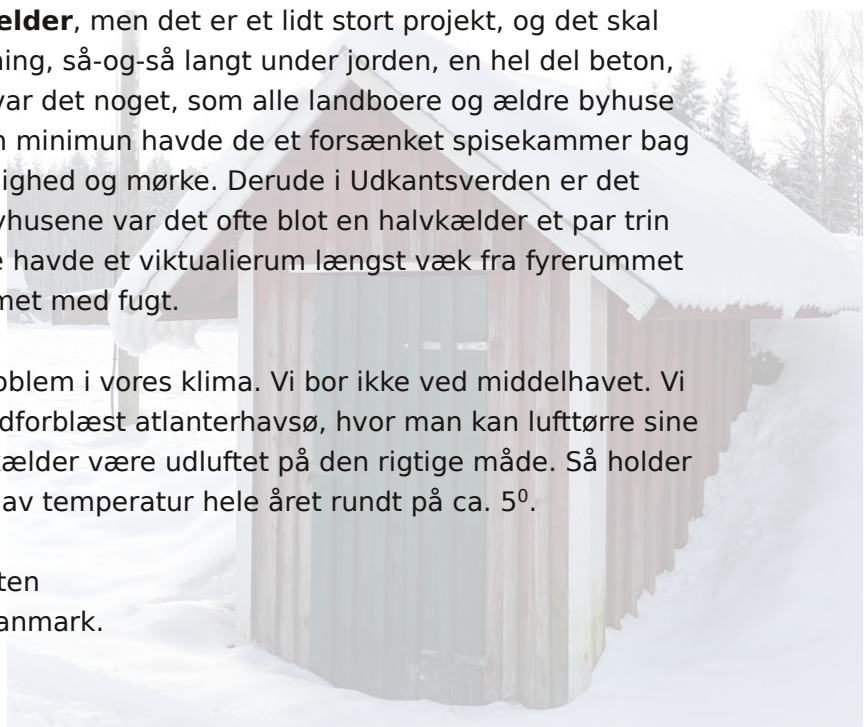 ælder, men det er et lidt stort projekt, og det skal
ning, så-og-så langt under jorden, en hel del beton,
var det noget, som alle landboere og ældre byhuse
n minimun havde de et forsænket spisekammer bag
ighed og mørke. Derude i Udkantsverden er det
yhusene var det ofte blot en halvkælder et par trin
e havde et viktualierum længst væk fra fyrerummet
met med fugt.
oblem i vores klima. Vi bor ikke ved middelhavet. Vi
dforblæst atlanterhavsø, hvor man kan lufttørre sine
ælder være udluftet på den rigtige måde. Så holder
av temperatur hele året rundt på ca. 5⁰.
ten
anmark.